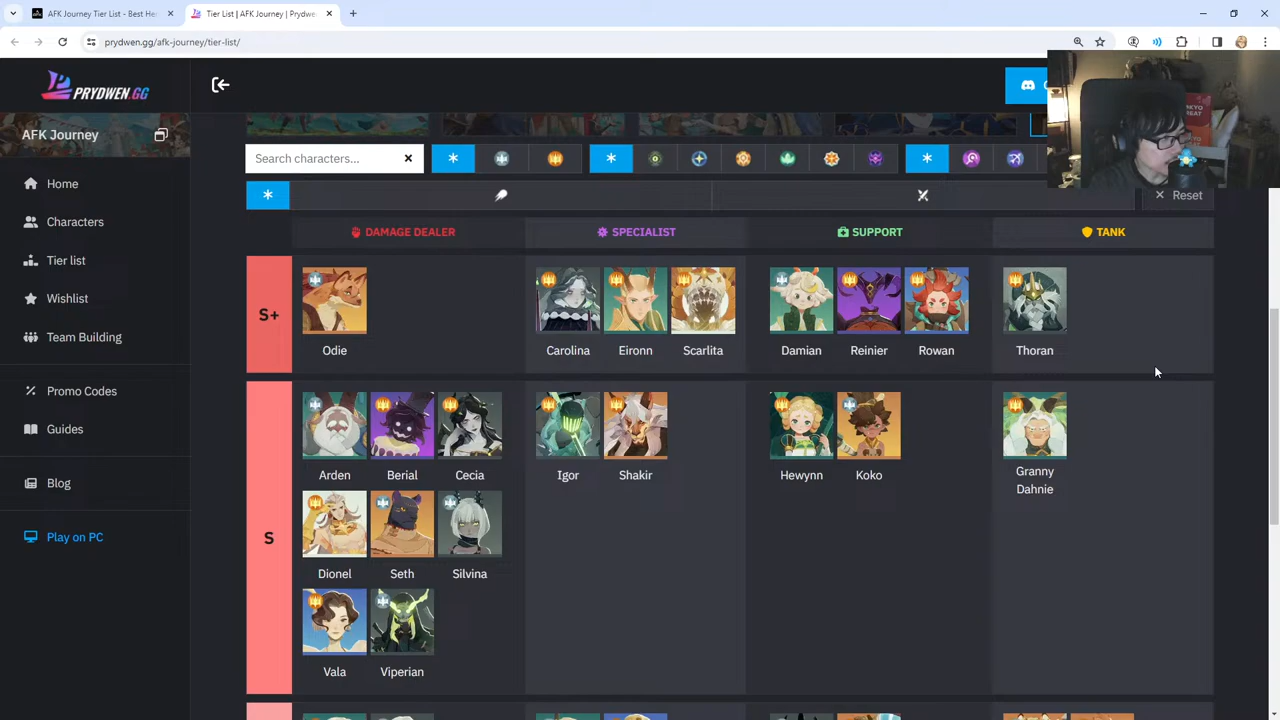 AFK Journey Tier List - Best He
Tier List | AFK Journey | Prydw
prydwen.gg/afk-journey/tier-list/
PRYDWEN.GG
AFK Journey
Home
Characters
Tier list
Wishlist
Team Building
Promo Codes
Guides
Blog
Play on PC
Search characters...
Reset
DAMAGE DEALER
SPECIALIST
SUPPORT
TANK
S+
Odie
Carolina
Eironn
Scarlita
Damian
Reinier
Rowan
Thoran
S
Arden
Berial
Cecia
Igor
Shakir
Hewynn
Koko
Granny
Dahnie
Dionel
Seth
Silvina
Vala
Viperian